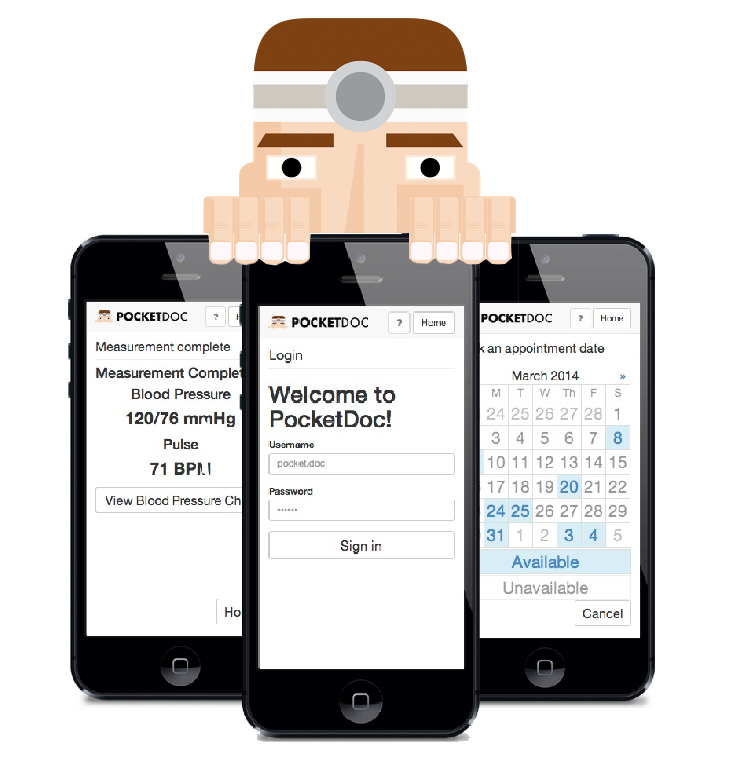 POCKETDOC ? H
Measurement complete
Measurement Complet
Blood Pressure
120/76 mmHg
Pulse
71 BPM
View Blood Pressure Ch
Ho
POCKETDOC ? Home
Login
Welcome to
PocketDoc!
Username
pocket.doc
Password
••••••
Sign in
POCKETDOC ? Home
k an appointment date
March 2014 »
M T W Th F S
24 25 26 27 28 1
3 4 5 6 7 8
10 11 12 13 14 15
17 18 19 20 21 22
24 25 26 27 28 29
31 1 2 3 4 5
Available
Unavailable
Cancel